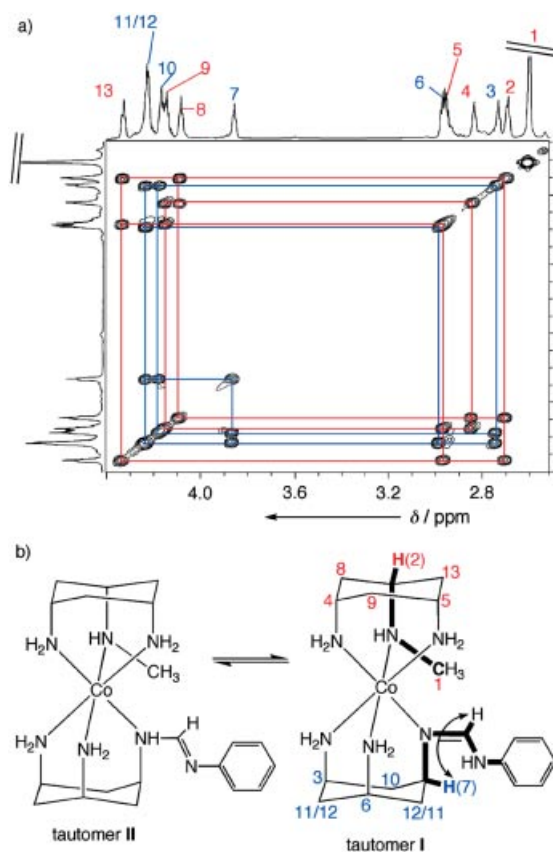 a)
11/12
10
9
13
8
7
6
5
4
3
2
1
4.0
3.6
3.2
2.8
δ / ppm
b)
H(2)
8
13
4
9
5
H2N
HN
NH2
CH3
1
Co
H2N
NH2
NH
H
N
tautomer II
H2N
HN
NH2
CH3
Co
H2N
NH2
N
H
HN
3
10
H(7)
11/12
6
12/11
tautomer I